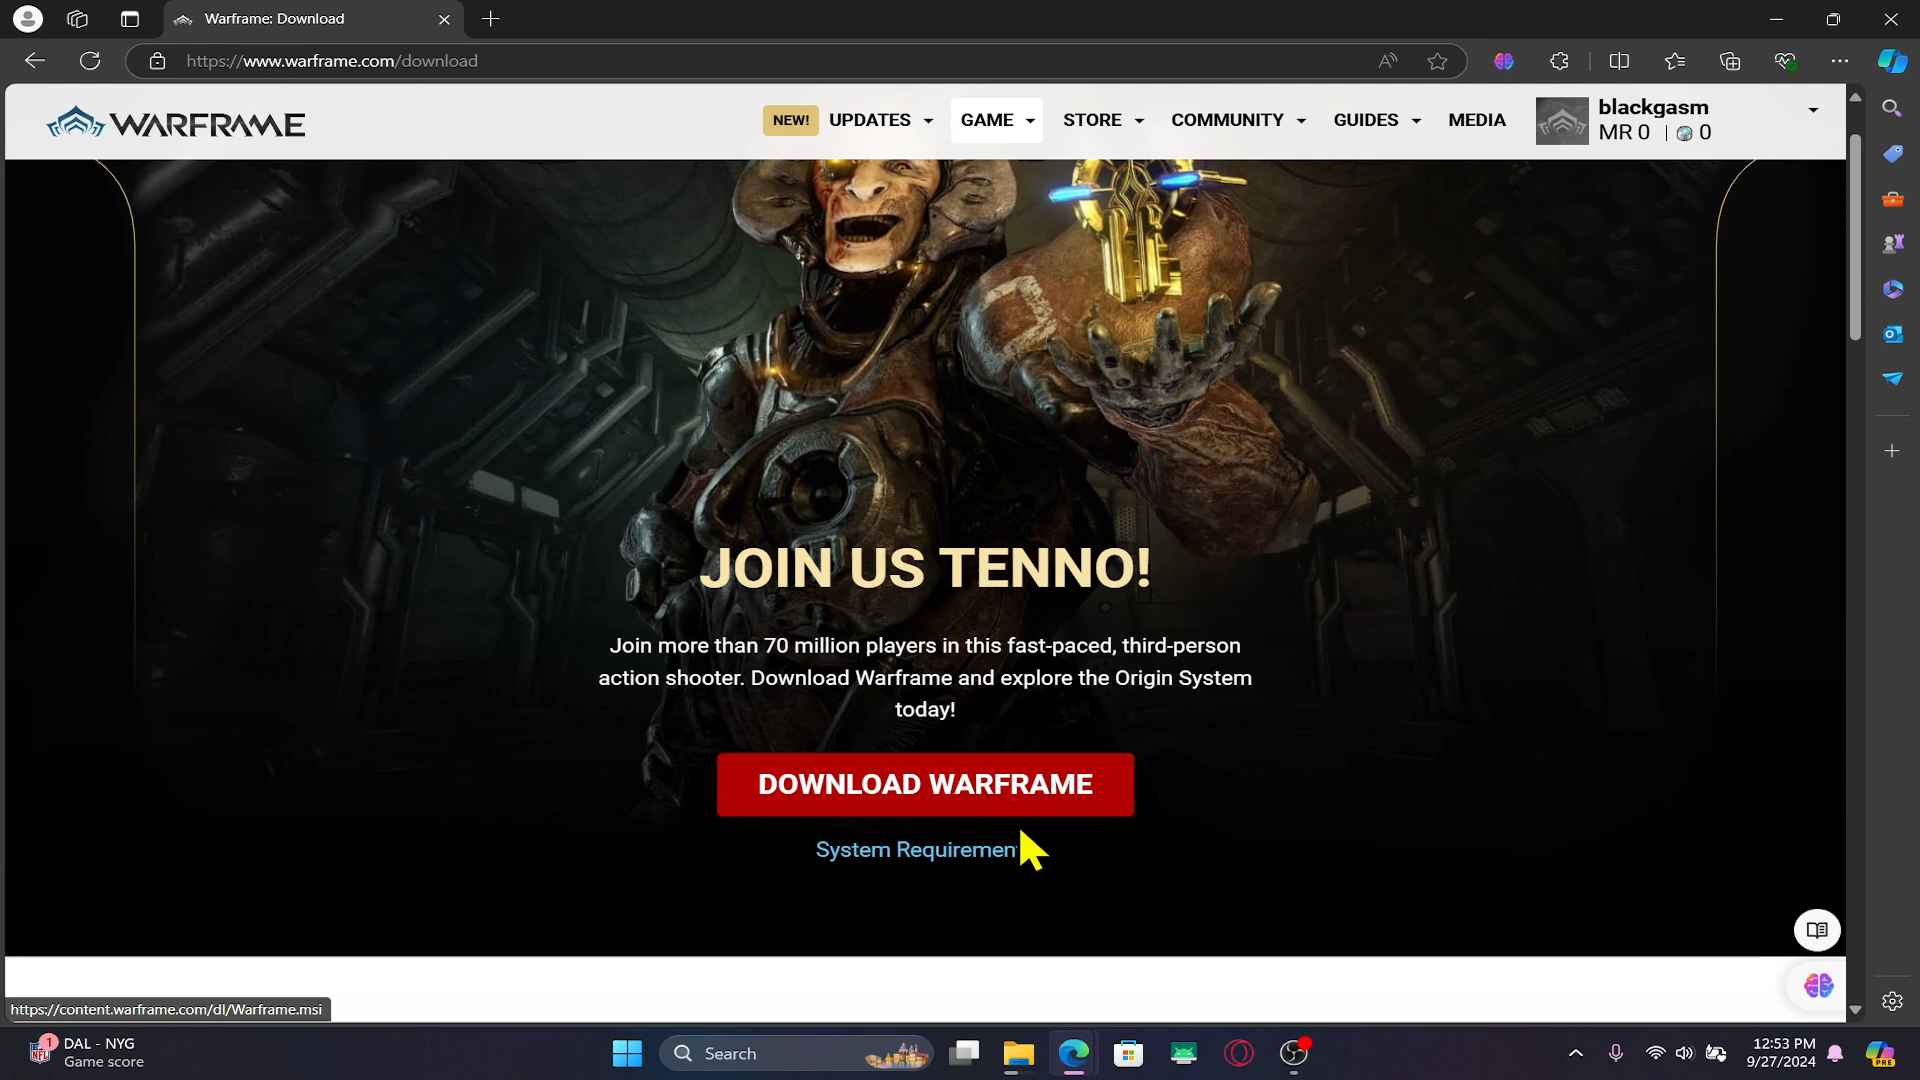 Warframe: Download
https://www.warframe.com/download
WARFRAME
NEW! UPDATES GAME STORE COMMUNITY GUIDES MEDIA
blackgasm
MR 0 | 0
JOIN US TENNO!
Join more than 70 million players in this fast-paced, third-person
action shooter. Download Warframe and explore the Origin System
today!
DOWNLOAD WARFRAME
System Requiremen
https://content.warframe.com/dl/Warframe.msi
1
NFL
DAL - NYG
Game score
Search
12:53 PM
9/27/2024
PRE